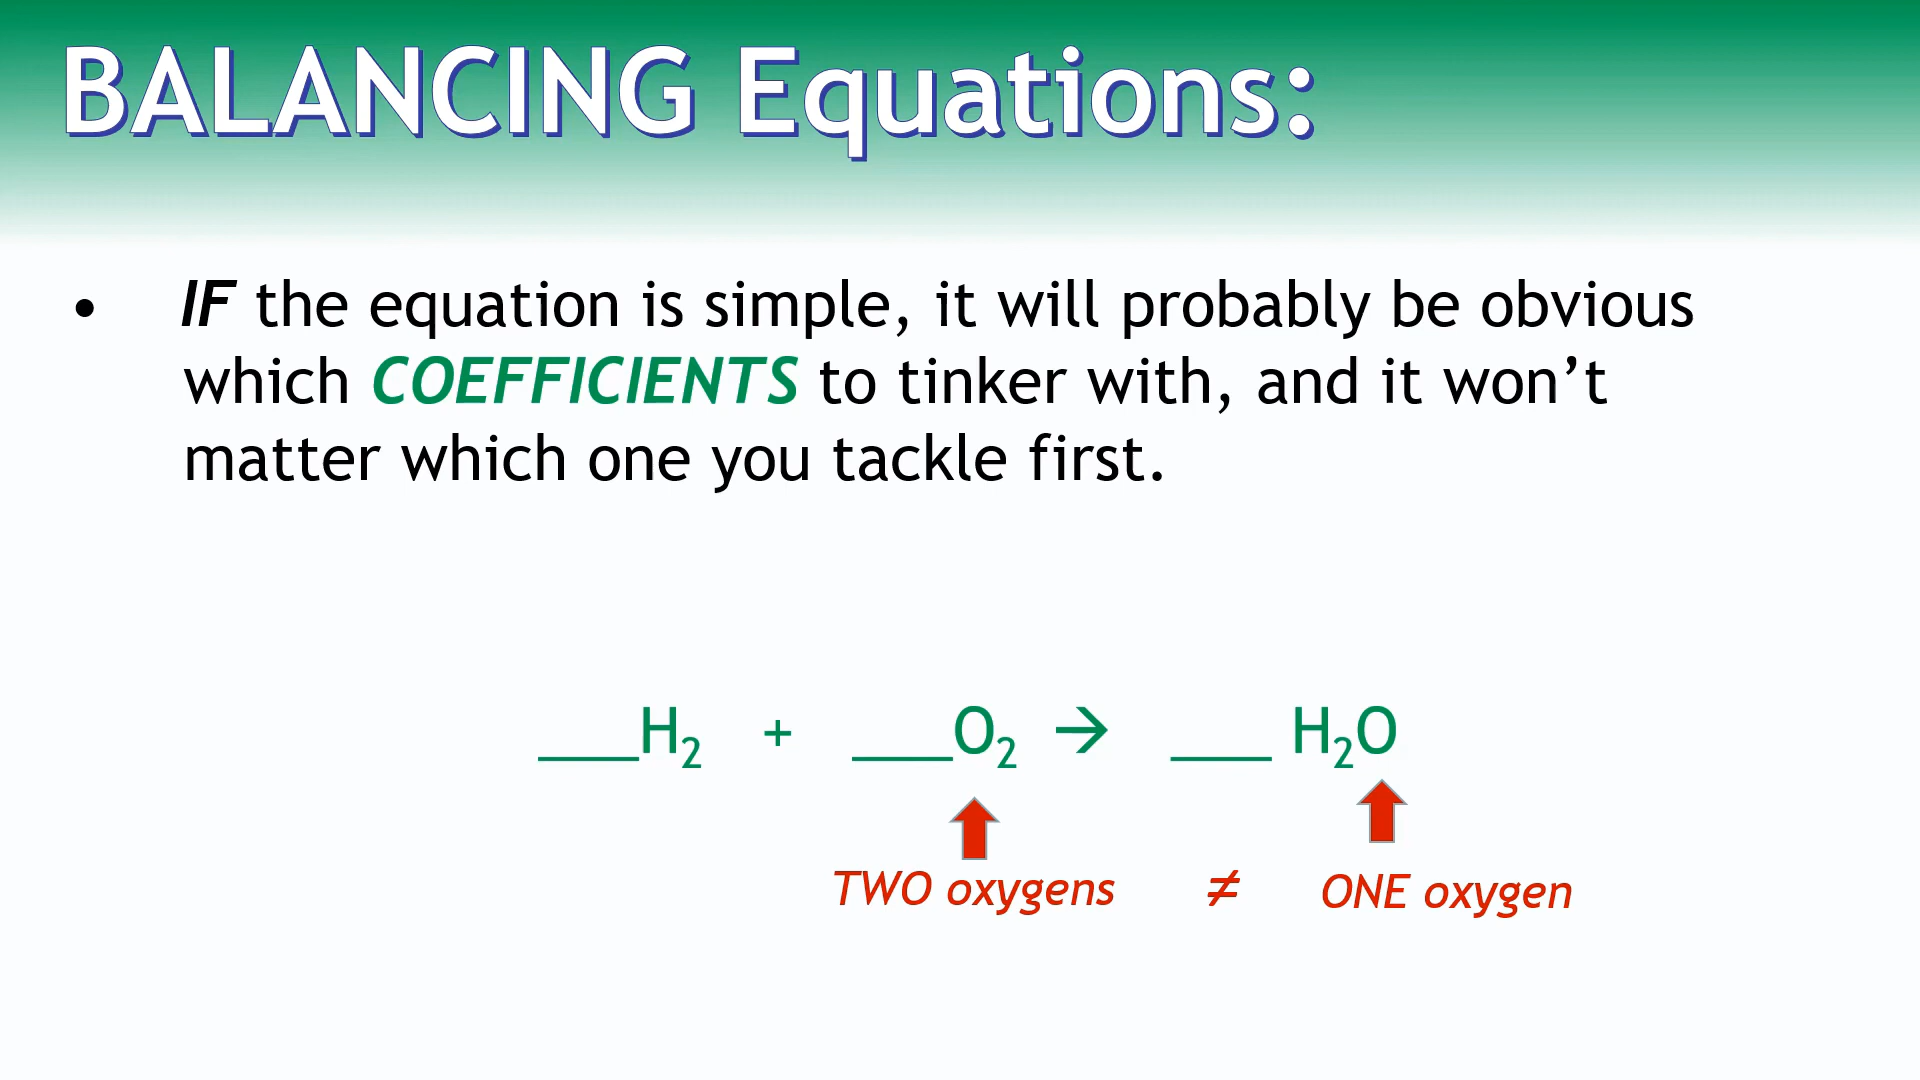 BALANCING Equations:
• IF the equation is simple, it will probably be obvious
which COEFFICIENTS to tinker with, and it won’t
matter which one you tackle first.
___H₂ + ___O₂ → ___ H₂O
TWO oxygens ≠ ONE oxygen